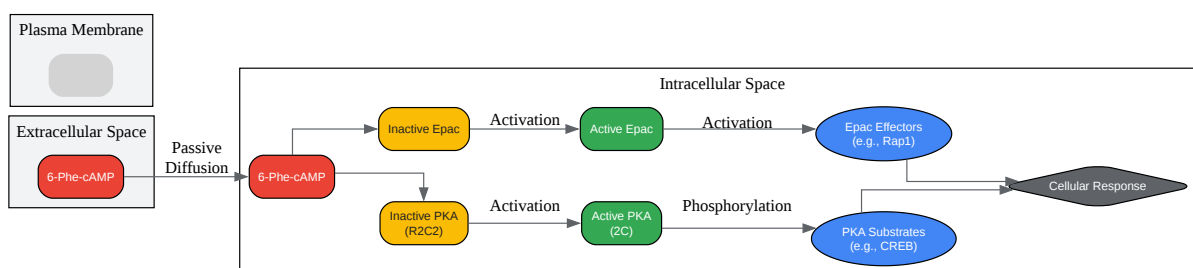 Plasma Membrane
Extracellular Space
6-Phe-cAMP
Passive
Diffusion
Intracellular Space
6-Phe-cAMP
Inactive Epac
Activation
Active Epac
Activation
Epac Effectors
(e.g., Rap1)
Inactive PKA
(R2C2)
Activation
Active PKA
(2C)
Phosphorylation
PKA Substrates
(e.g., CREB)
Cellular Response